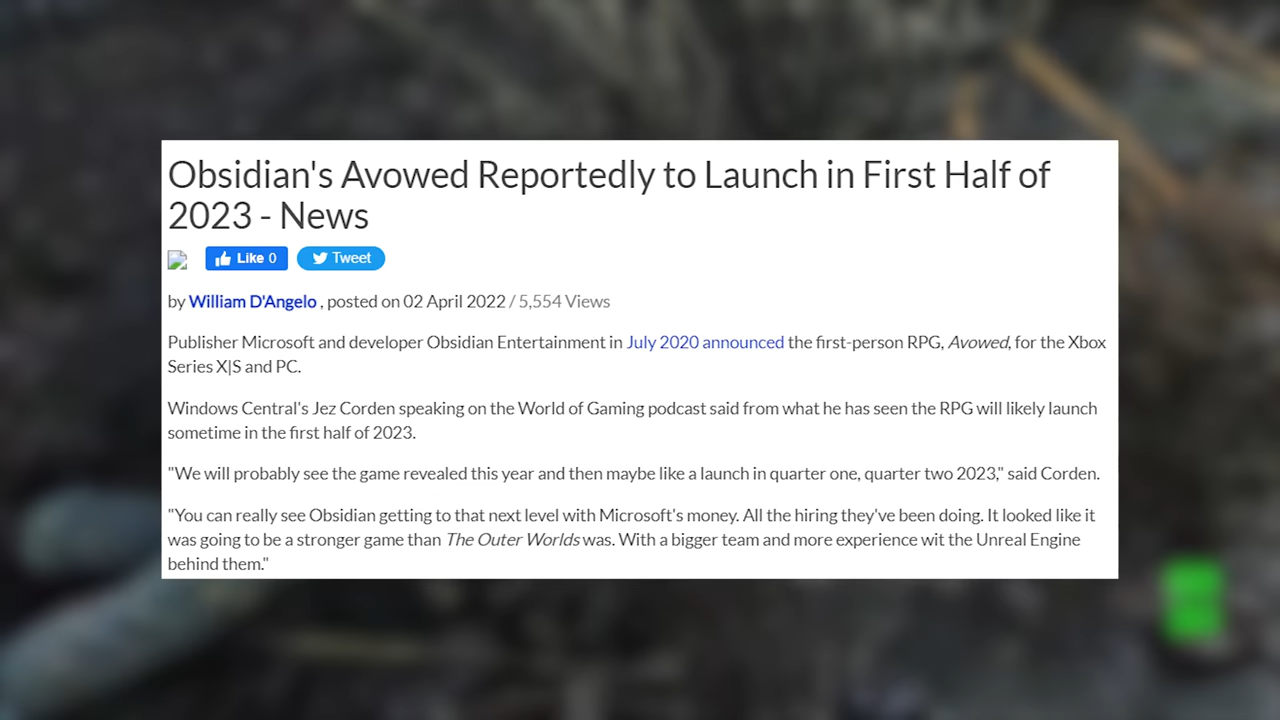 Obsidian's Avowed Reportedly to Launch in First Half of
2023 - News
Like 0 Tweet
by William D'Angelo , posted on 02 April 2022 / 5,554 Views
Publisher Microsoft and developer Obsidian Entertainment in July 2020 announced the first-person RPG, Avowed, for the Xbox
Series X|S and PC.
Windows Central's Jez Corden speaking on the World of Gaming podcast said from what he has seen the RPG will likely launch
sometime in the first half of 2023.
"We will probably see the game revealed this year and then maybe like a launch in quarter one, quarter two 2023," said Corden.
"You can really see Obsidian getting to that next level with Microsoft's money. All the hiring they've been doing. It looked like it
was going to be a stronger game than The Outer Worlds was. With a bigger team and more experience wit the Unreal Engine
behind them."